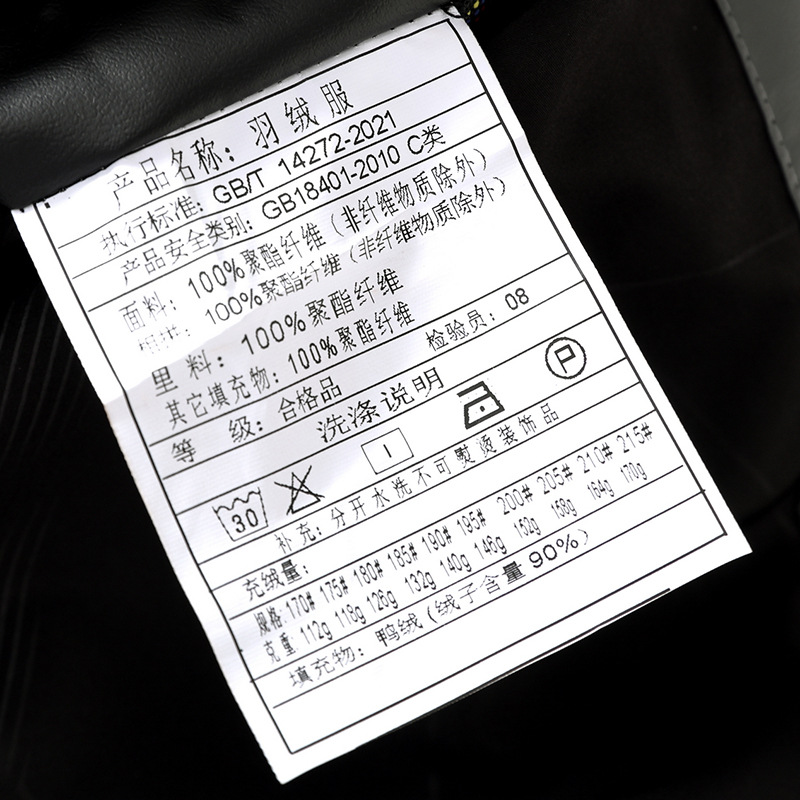 产品名称：羽绒服
执行标准：GB/T 14272-2021
产品安全类别：GB18401-2010 C类
面料：100%聚酯纤维（非纤维物质除外）
100%聚酯纤维（非纤维物质除外）
里料：100%聚酯纤维
其它填充物：100%聚酯纤维
等级：合格品 检验员：08
洗涤说明
30 P
补充：分开水洗不可熨烫装饰品
充绒量：
规格：170# 175# 180# 185# 190# 195# 200# 205# 210# 215#
克重：112g 118g 126g 132g 140g 146g 152g 158g 164g 170g
填充物：鸭绒（绒子含量90%）